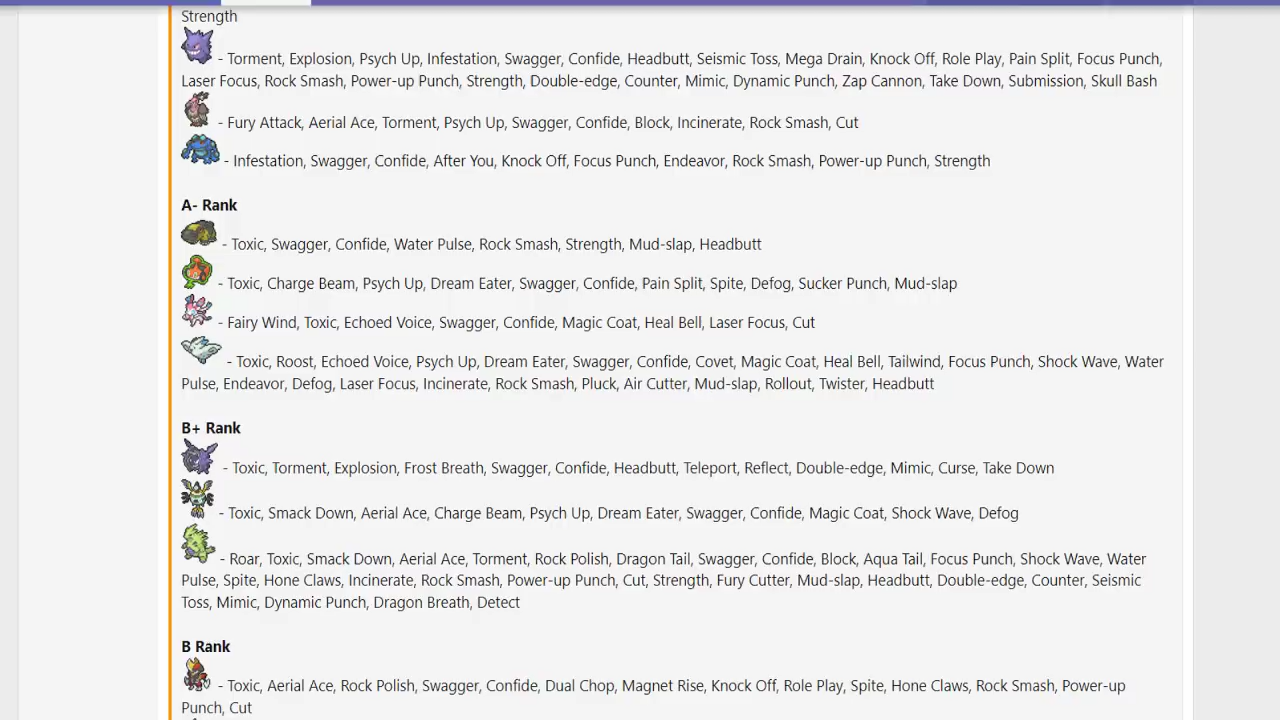 Strength
- Torment, Explosion, Psych Up, Infestation, Swagger, Confide, Headbutt, Seismic Toss, Mega Drain, Knock Off, Role Play, Pain Split, Focus Punch,
Laser Focus, Rock Smash, Power-up Punch, Strength, Double-edge, Counter, Mimic, Dynamic Punch, Zap Cannon, Take Down, Submission, Skull Bash
- Fury Attack, Aerial Ace, Torment, Psych Up, Swagger, Confide, Block, Incinerate, Rock Smash, Cut
- Infestation, Swagger, Confide, After You, Knock Off, Focus Punch, Endeavor, Rock Smash, Power-up Punch, Strength
A- Rank
- Toxic, Swagger, Confide, Water Pulse, Rock Smash, Strength, Mud-slap, Headbutt
- Toxic, Charge Beam, Psych Up, Dream Eater, Swagger, Confide, Pain Split, Spite, Defog, Sucker Punch, Mud-slap
- Fairy Wind, Toxic, Echoed Voice, Swagger, Confide, Magic Coat, Heal Bell, Laser Focus, Cut
- Toxic, Roost, Echoed Voice, Psych Up, Dream Eater, Swagger, Confide, Covet, Magic Coat, Heal Bell, Tailwind, Focus Punch, Shock Wave, Water
Pulse, Endeavor, Defog, Laser Focus, Incinerate, Rock Smash, Pluck, Air Cutter, Mud-slap, Rollout, Twister, Headbutt
B+ Rank
- Toxic, Torment, Explosion, Frost Breath, Swagger, Confide, Headbutt, Teleport, Reflect, Double-edge, Mimic, Curse, Take Down
- Toxic, Smack Down, Aerial Ace, Charge Beam, Psych Up, Dream Eater, Swagger, Confide, Magic Coat, Shock Wave, Defog
- Roar, Toxic, Smack Down, Aerial Ace, Torment, Rock Polish, Dragon Tail, Swagger, Confide, Block, Aqua Tail, Focus Punch, Shock Wave, Water
Pulse, Spite, Hone Claws, Incinerate, Rock Smash, Power-up Punch, Cut, Strength, Fury Cutter, Mud-slap, Headbutt, Double-edge, Counter, Seismic
Toss, Mimic, Dynamic Punch, Dragon Breath, Detect
B Rank
- Toxic, Aerial Ace, Rock Polish, Swagger, Confide, Dual Chop, Magnet Rise, Knock Off, Role Play, Spite, Hone Claws, Rock Smash, Power-up
Punch, Cut